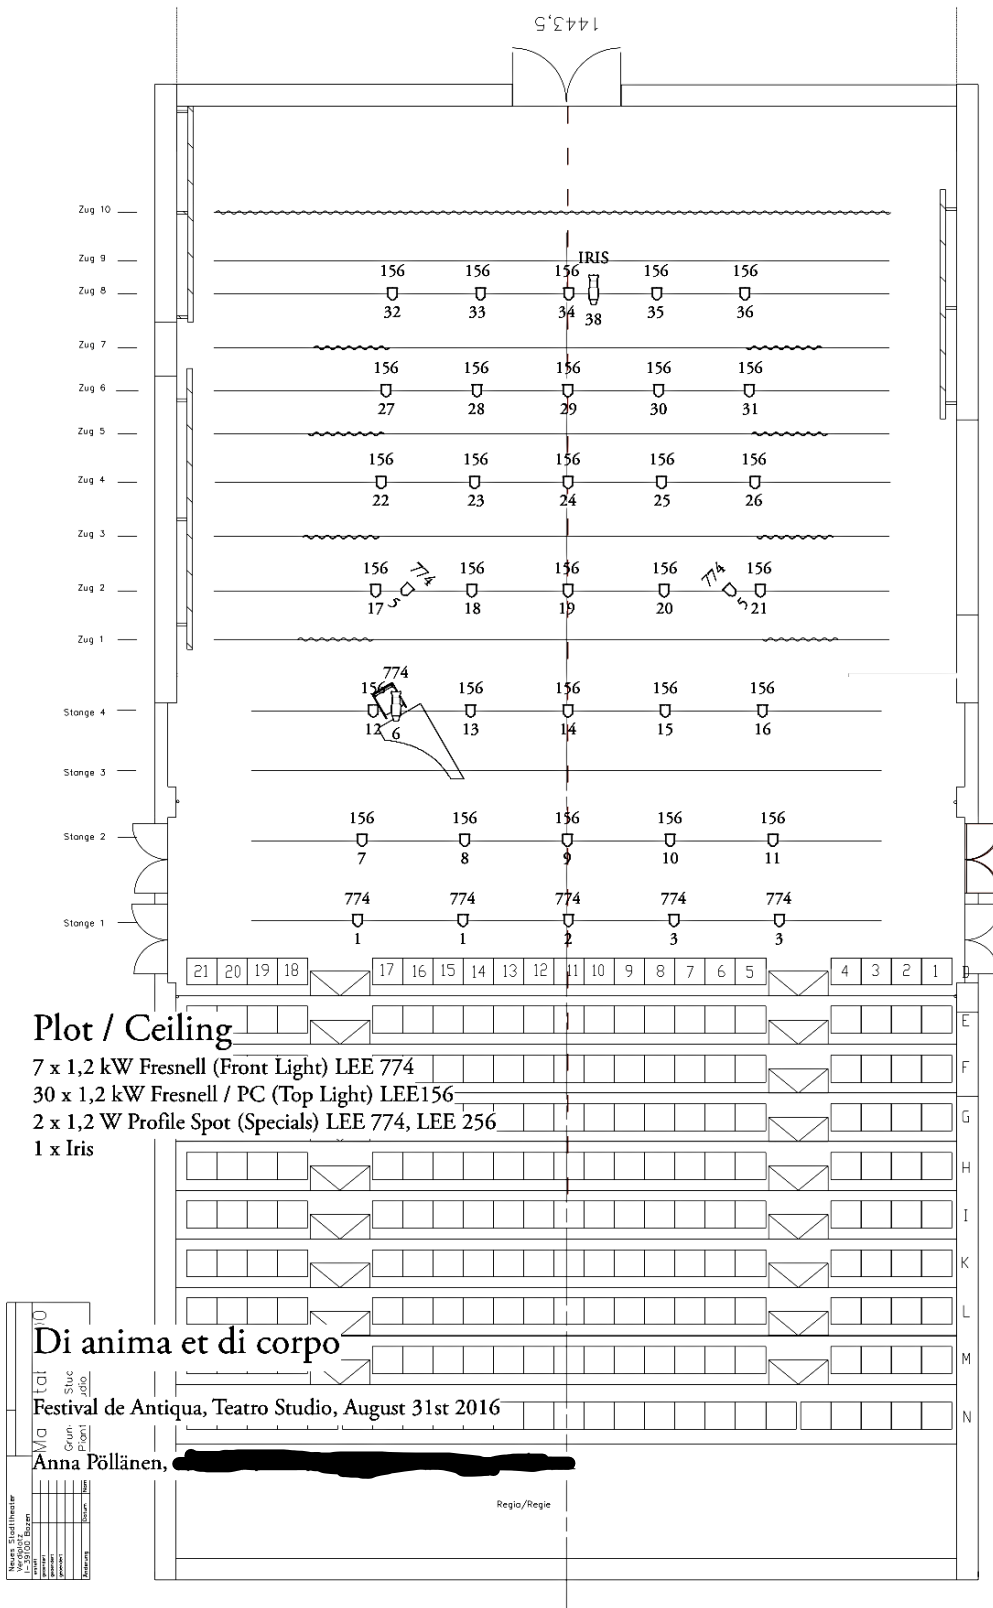 1443,5
Zug 10
Zug 9
IRIS
156 156 156 156 156
Zug 8
32 33 34 38 35 36
Zug 7
156 156 156 156 156
Zug 6
27 28 29 30 31
Zug 5
156 156 156 156 156
Zug 4
22 23 24 25 26
Zug 3
156 774 156 156 156 774 156
Zug 2
17 5 18 19 20 5 21
Zug 1
774
156 156 156 156 156
Stange 4
12 6 13 14 15 16
Stange 3
156 156 156 156 156
Stange 2
7 8 9 10 11
774 774 774 774 774
Stange 1
1 1 2 3 3
21 20 19 18 17 16 15 14 13 12 11 10 9 8 7 6 5 4 3 2 1 D
E
Plot / Ceiling
7 x 1,2 kW Fresnell (Front Light) LEE 774
F
30 x 1,2 kW Fresnell / PC (Top Light) LEE156
2 x 1,2 W Profile Spot (Specials) LEE 774, LEE 256
G
1 x Iris
H
I
K
L
Di anima et di corpo
M
Festival de Antiqua, Teatro Studio, August 31st 2016
N
Anna Pöllänen,
Regia/Regie
Neues Stadttheater
Verdiplatz
I-39100 Bozen
Datum
Änderung